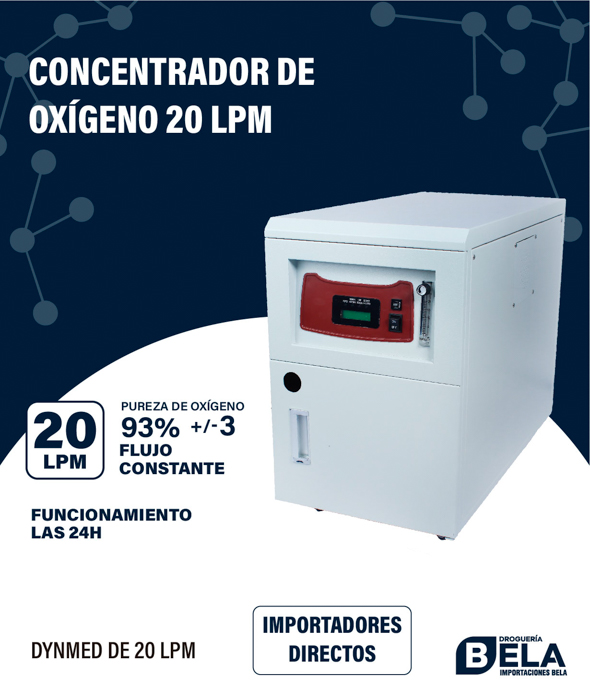 CONCENTRADOR DE
OXÍGENO 20 LPM
20
LPM
PUREZA DE OXÍGENO
93% +/-3
FLUJO
CONSTANTE
FUNCIONAMIENTO
LAS 24H
DYNMED DE 20 LPM
IMPORTADORES
DIRECTOS
DROGUERÍA
BELA
IMPORTACIONES BELA